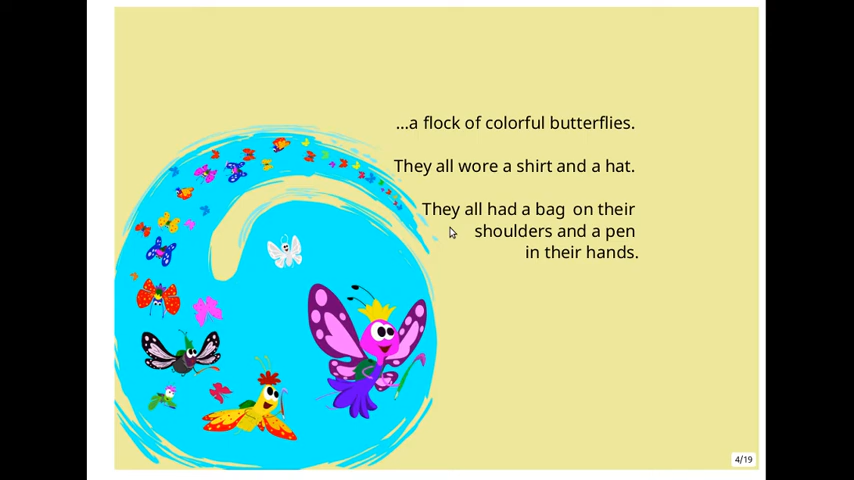 ...a flock of colorful butterflies.
They all wore a shirt and a hat.
They all had a bag on their
shoulders and a pen
in their hands.
4/19